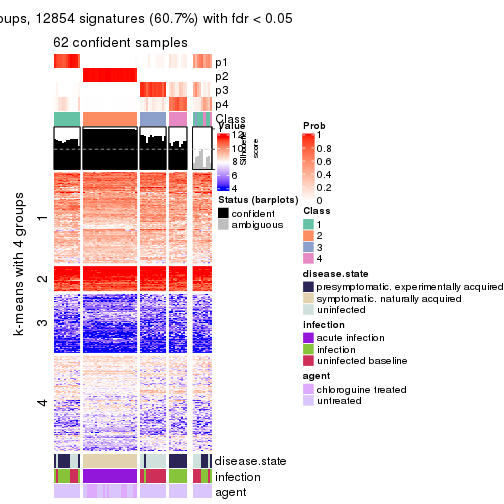 oups, 12854 signatures (60.7%) with fdr < 0.05
62 confident samples
p1
p2
p3
p4
Class
Value
12
10
8
6
4
Silhouette
score
Prob
1
0.8
0.6
0.4
0.2
0
Status (barplots)
confident
ambiguous
Class
1
2
3
4
disease.state
presymptomatic, experimentally acquired
symptomatic, naturally acquired
uninfected
infection
acute infection
infection
uninfected baseline
agent
chloroguine treated
untreated
k-means with 4 groups
1
2
3
4
disease.state
infection
agent